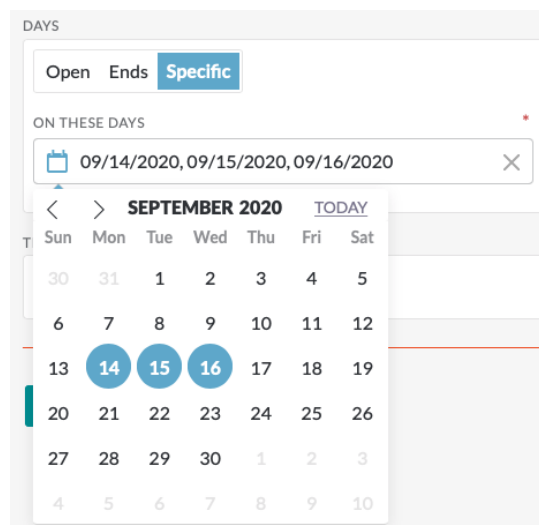 DAYS
Open Ends Specific
ON THESE DAYS *
09/14/2020, 09/15/2020, 09/16/2020
SEPTEMBER 2020 TODAY
Sun Mon Tue Wed Thu Fri Sat
30 31 1 2 3 4 5
6 7 8 9 10 11 12
13 14 15 16 17 18 19
20 21 22 23 24 25 26
27 28 29 30 1 2 3
4 5 6 7 8 9 10